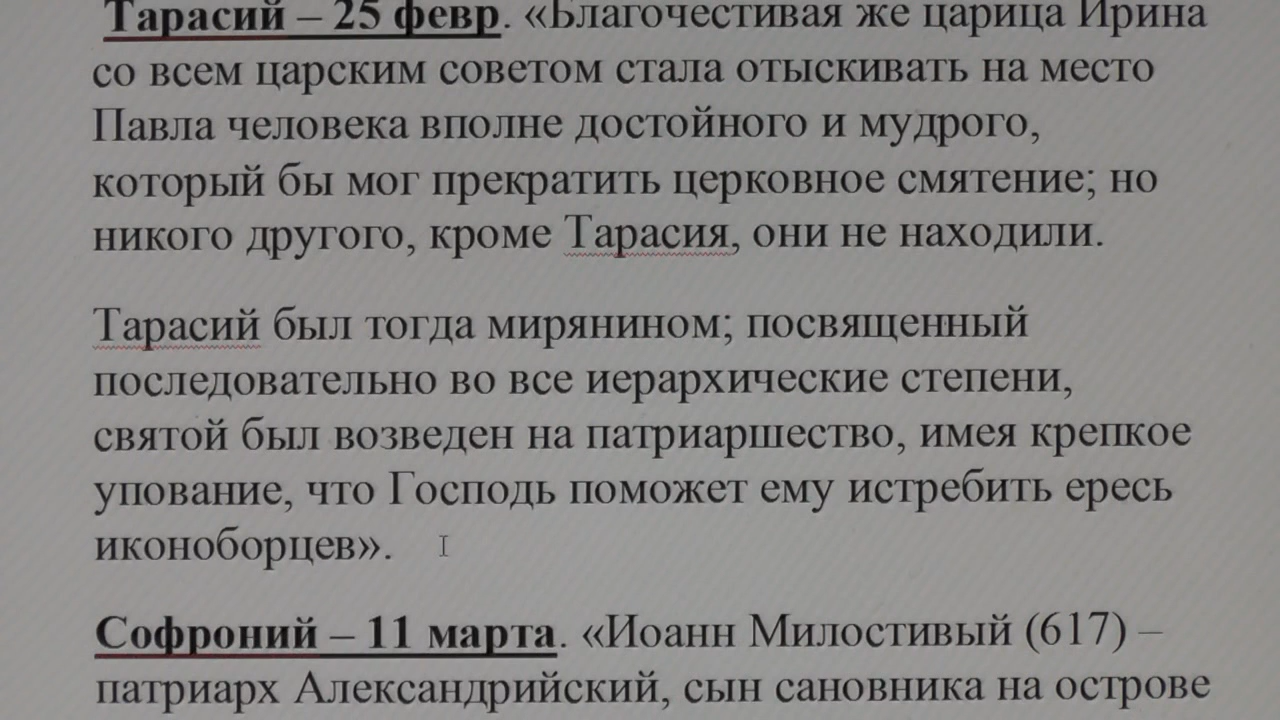 Тарасий – 25 февр. «Благочестивая же царица Ирина
со всем царским советом стала отыскивать на место
Павла человека вполне достойного и мудрого,
который бы мог прекратить церковное смятение; но
никого другого, кроме Тарасия, они не находили.
Тарасий был тогда мирянином; посвященный
последовательно во все иерархические степени,
святой был возведен на патриаршество, имея крепкое
упование, что Господь поможет ему истребить ересь
иконоборцев».
Софроний – 11 марта. «Иоанн Милостивый (617) –
патриарх Александрийский, сын сановника на острове